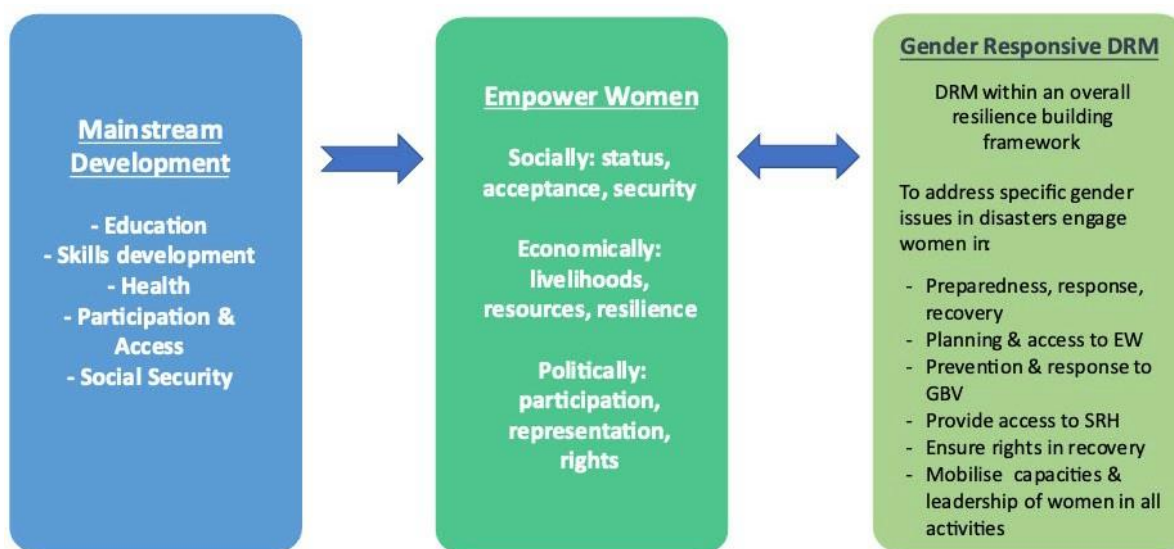 Mainstream
Development
- Education
- Skills development
- Health
- Participation &
Access
- Social Security
Empower Women
Socially: status,
acceptance, security
Economically:
livelihoods,
resources, resilience
Politically:
participation,
representation,
rights
Gender Responsive DRM
DRM within an overall
resilience building
framework
To address specific gender
issues in disasters engage
women in:
- Preparedness, response,
recovery
- Planning & access to EW
- Prevention & response to
GBV
- Provide access to SRH
- Ensure rights in recovery
- Mobilise capacities &
leadership of women in all
activities